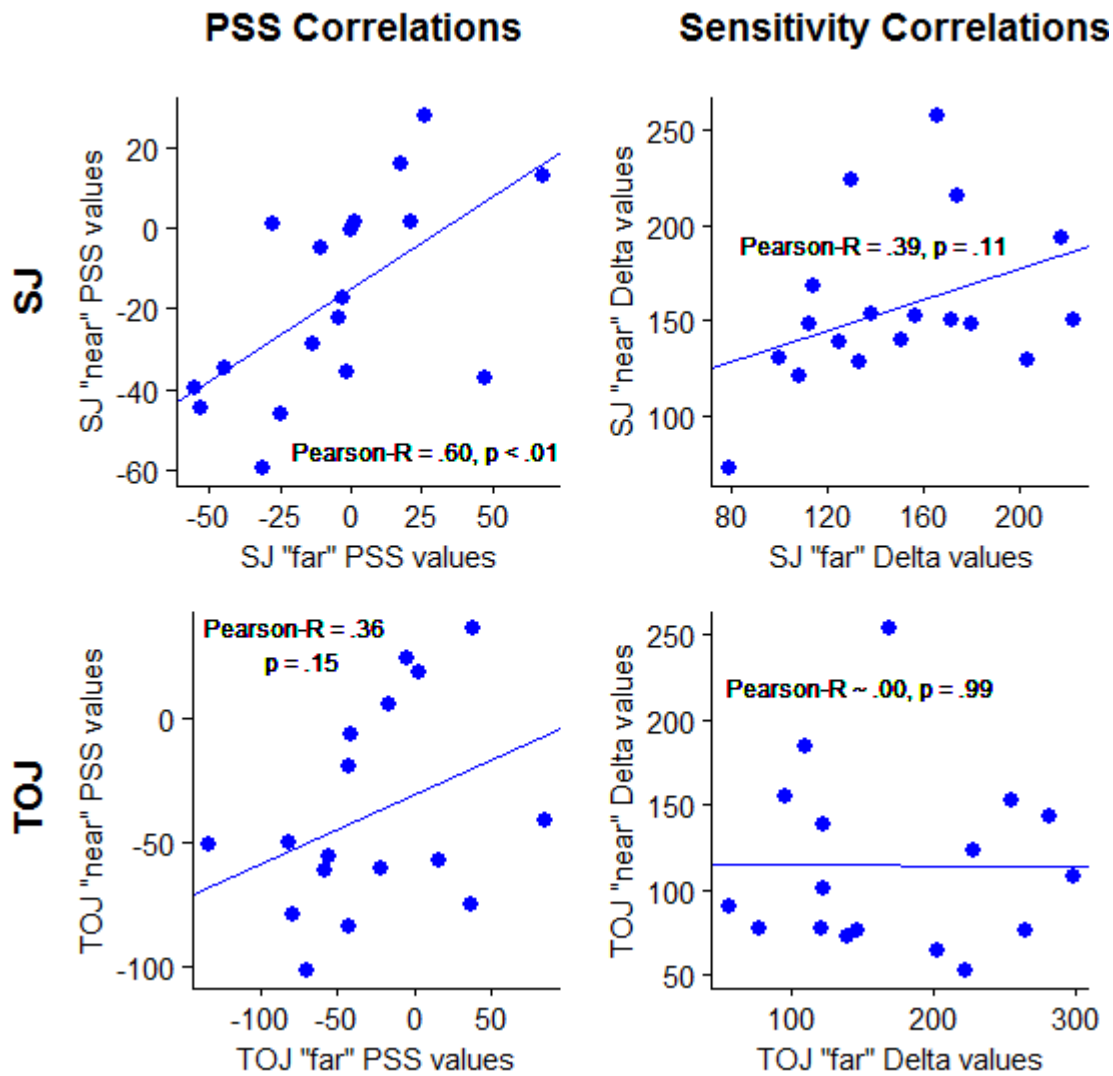 PSS Correlations
Sensitivity Correlations
SJ
SJ "near" PSS values
20
0
-20
-40
-60
Pearson-R = .60, p < .01
-50
-25
0
25
50
SJ "far" PSS values
SJ "near" Delta values
250
200
150
100
Pearson-R = .39, p = .11
80
120
160
200
SJ "far" Delta values
TOJ
TOJ "near" PSS values
0
-50
-100
Pearson-R = .36
p = .15
-100
-50
0
50
TOJ "far" PSS values
TOJ "near" Delta values
250
200
150
100
50
Pearson-R ~ .00, p = .99
100
200
300
TOJ "far" Delta values